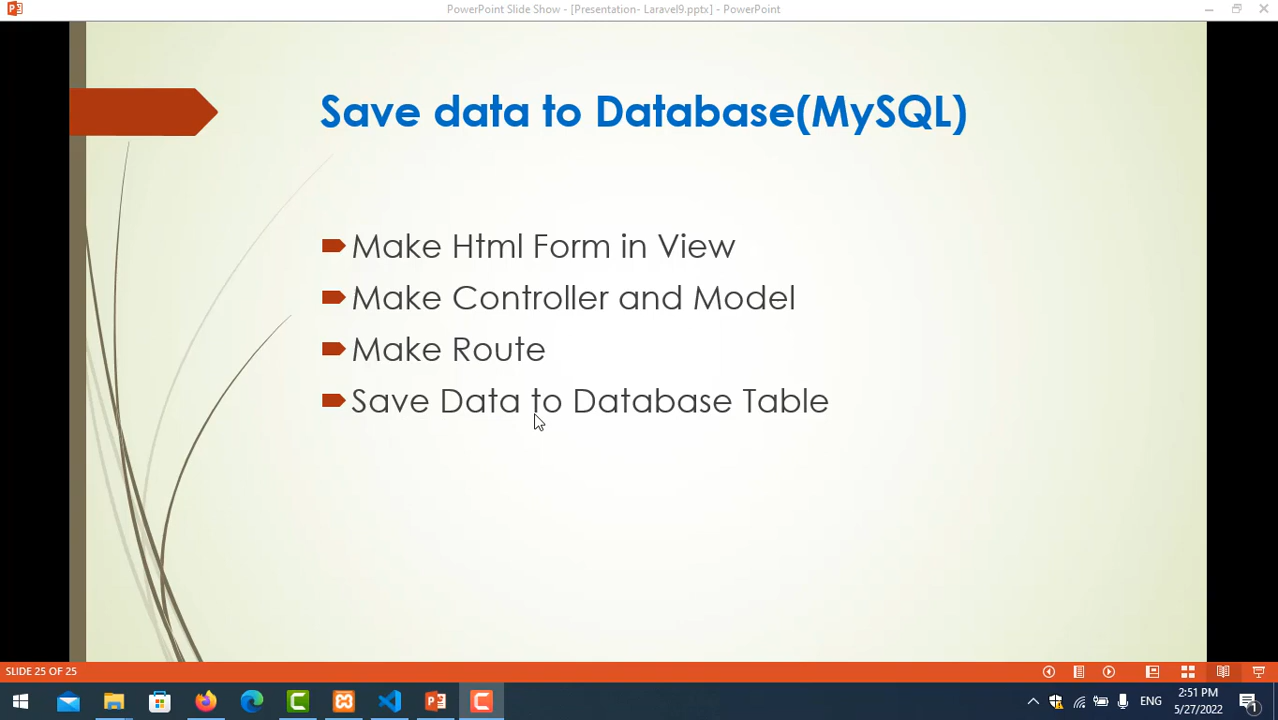 PowerPoint Slide Show - [Presentation- Laravel9.pptx] - PowerPoint
Save data to Database(MySQL)
Make Html Form in View
Make Controller and Model
Make Route
Save Data to Database Table
SLIDE 25 OF 25
ENG
2:51 PM
5/27/2022
1